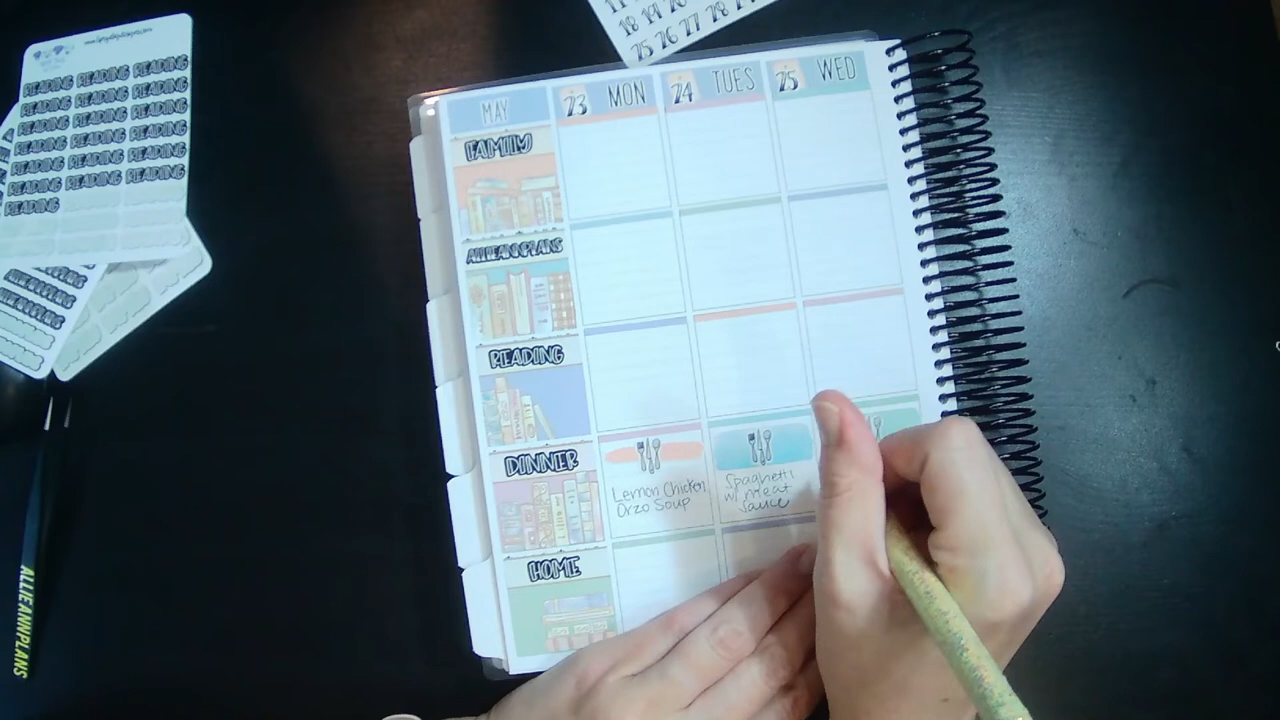 READING READING READING
READING READING READING
READING READING READING
READING READING READING
READING READING READING
READING READING READING
READING
18 19 20
25 26 27 28
MAY
23 MON
24 TUES
25 WED
FAMILY
ALLIEANNPLANS
READING
DINNER
Lemon Chicken
Orzo Soup
Spaghetti
w/ meat
sauce
HOME
ALLIEANNPLANS
ALLIEANNPLANS